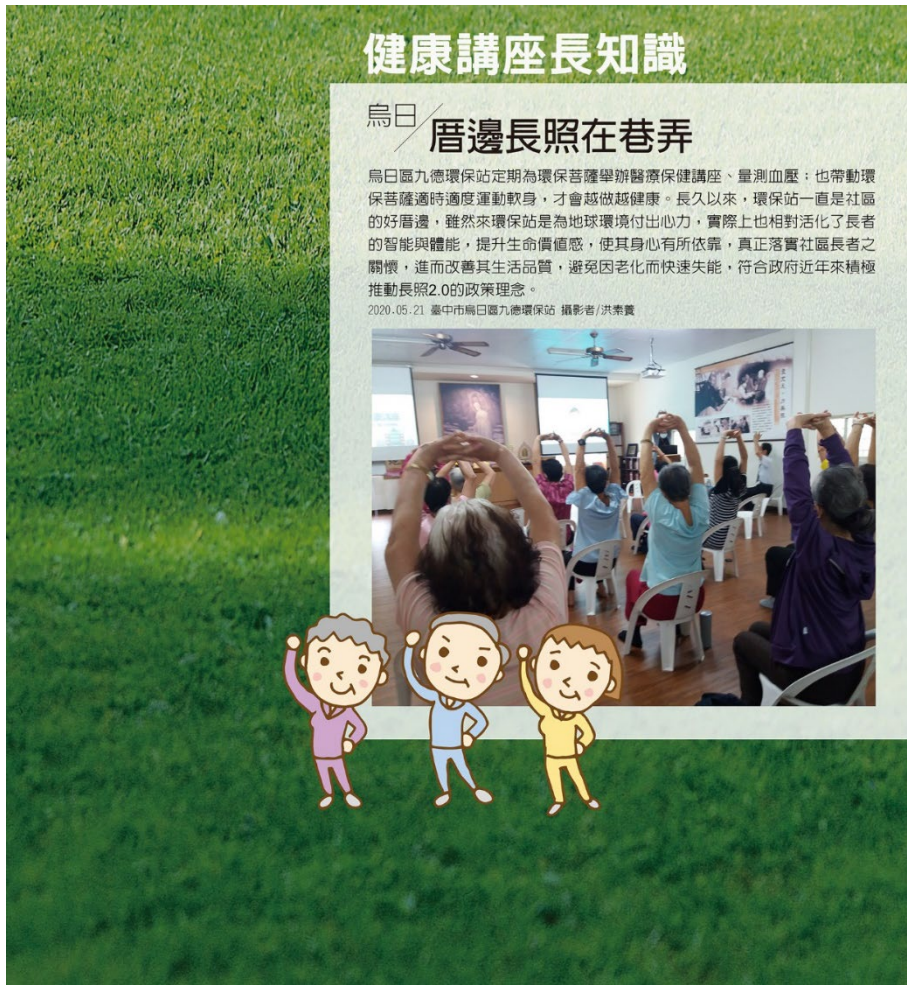 健康講座長知識
烏日
厝邊長照在巷弄
烏日區九德環保站定期為環保菩薩舉辦醫療保健講座、量測血壓；也帶動環
保菩薩適時適度運動軟身，才會越做越健康。長久以來，環保站一直是社區
的好厝邊，雖然來環保站是為地球環境付出心力，實際上也相對活化了長者
的智能與體能，提升生命價值感，使其身心有所依靠，真正落實社區長者之
關懷，進而改善其生活品質，避免因老化而快速失能，符合政府近年來積極
推動長照2.0的政策理念。
2020.05.21 臺中市烏日區九德環保站 攝影者/洪素養